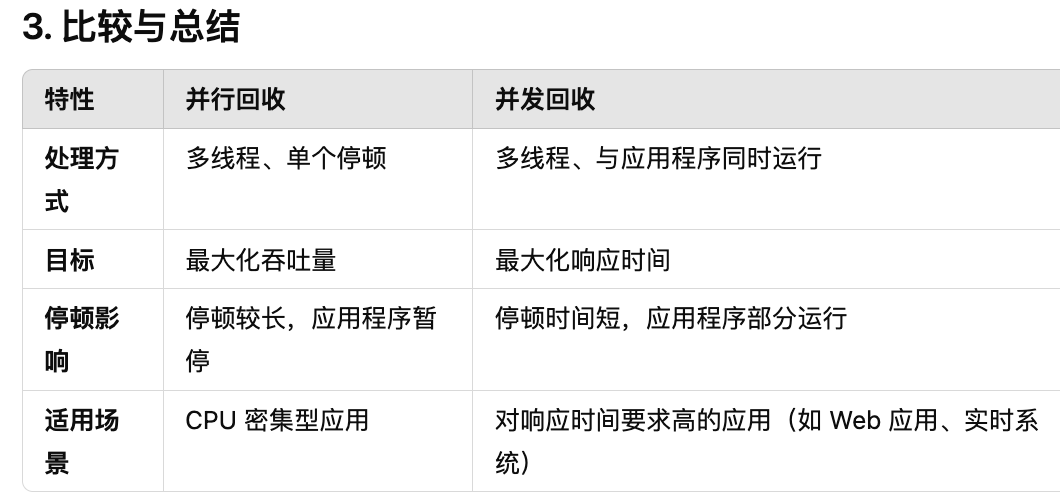 3. 比较与总结
特性 并行回收 并发回收
处理方 多线程、单个停顿 多线程、与应用程序同时运行
式
目标 最大化吞吐量 最大化响应时间
停顿影 停顿较长，应用程序暂 停顿时间短，应用程序部分运行
响 停
适用场 CPU 密集型应用 对响应时间要求高的应用（如 Web 应用、实时系
景 统）